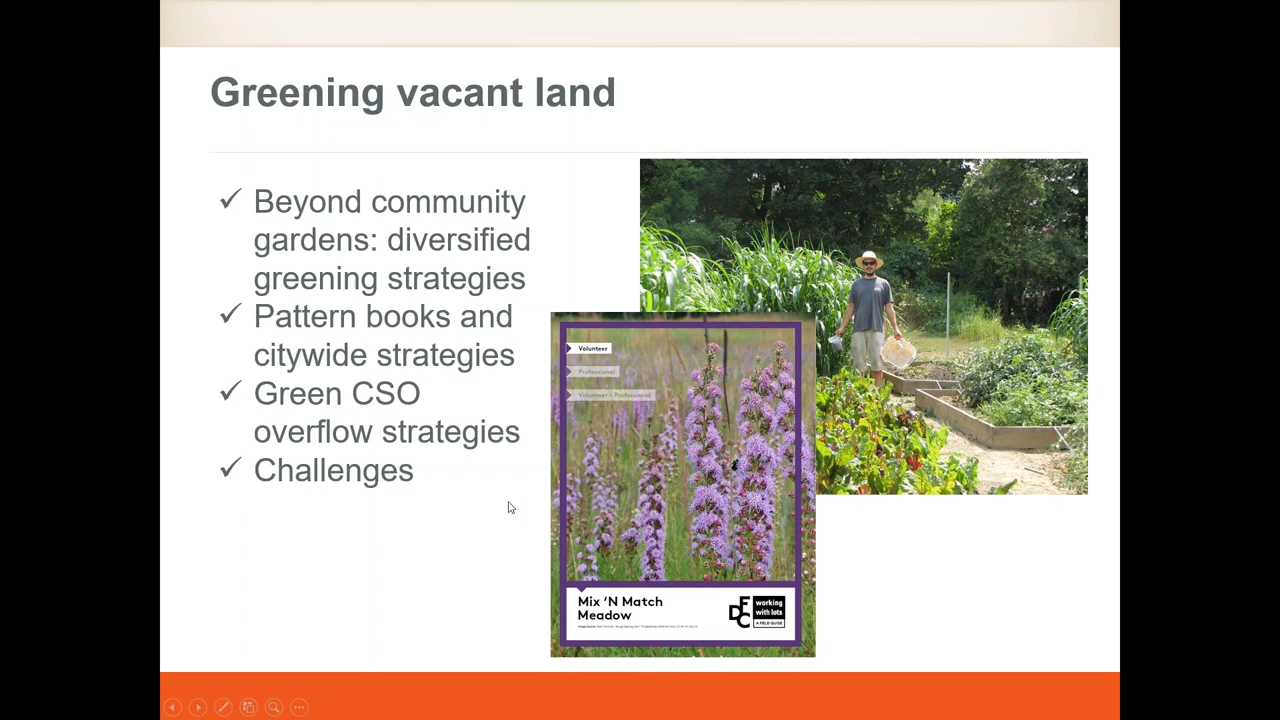 Greening vacant land
✓ Beyond community
gardens: diversified
greening strategies
✓ Pattern books and
citywide strategies
✓ Green CSO
overflow strategies
✓ Challenges
Volunteer
Professional
Volunteer + Professional
Mix ‘N Match
Meadow
DFC
working
with lots
A FIELD GUIDE